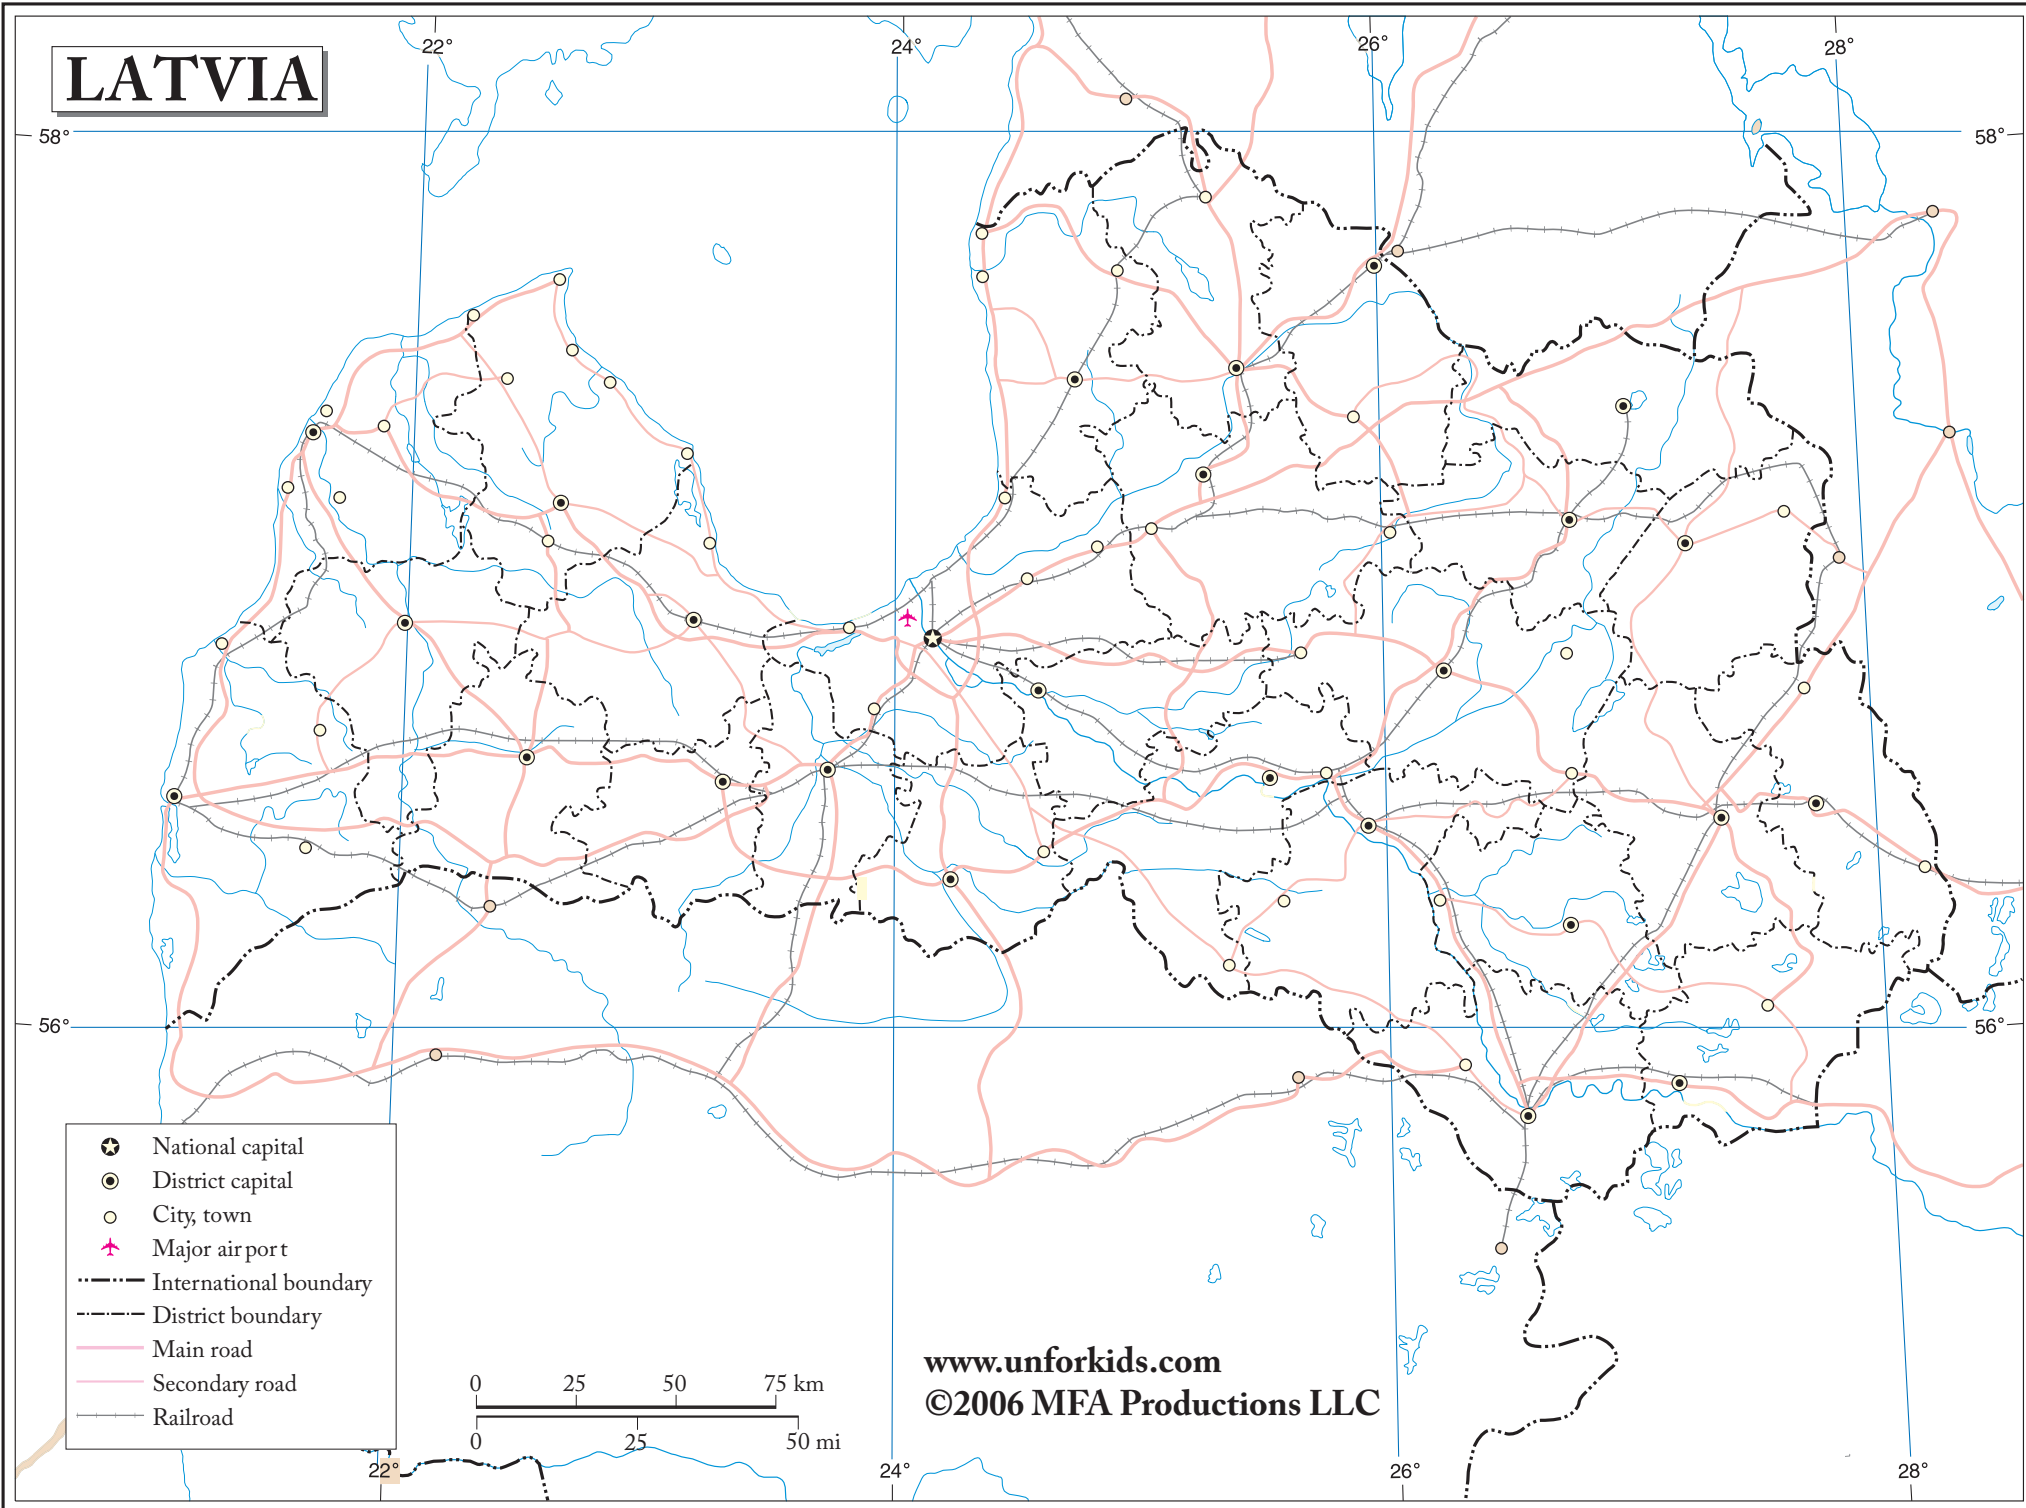 LATVIA
22°
24°
26°
28°
58°
58°
56°
56°
National capital
District capital
City, town
Major airport
International boundary
District boundary
Main road
Secondary road
Railroad
0 25 50 75 km
0 25 50 mi
www.unforkids.com
©2006 MFA Productions LLC
22°
24°
26°
28°